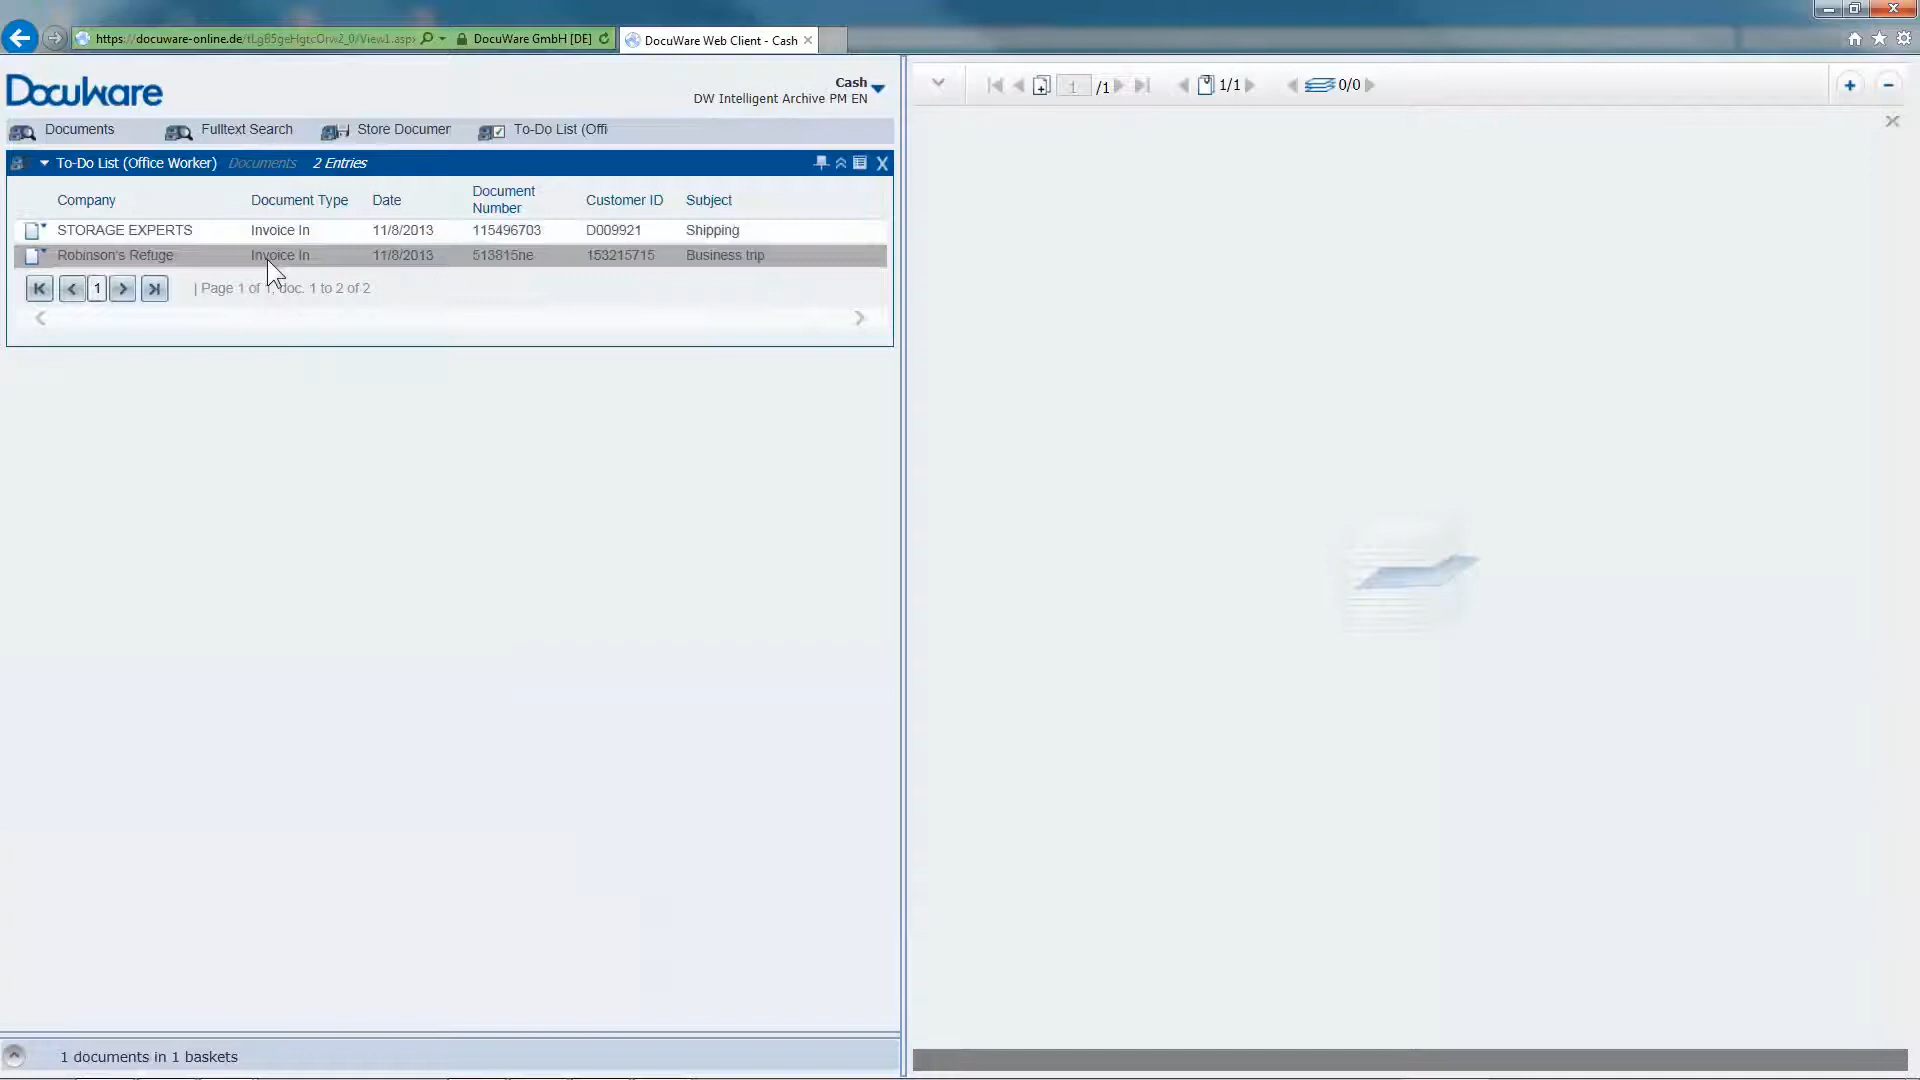 https://docuware-online.de/tLgB5geHgtcOrw2_0/View1.aspx DocuWare GmbH [DE] DocuWare Web Client - Cash
DocuWare
Cash
DW Intelligent Archive PM EN
1 /1 1/1 0/0
Documents Fulltext Search Store Documer To-Do List (Offi
To-Do List (Office Worker) Documents 2 Entries
Company Document Type Date Document Number Customer ID Subject
STORAGE EXPERTS Invoice In 11/8/2013 115496703 D009921 Shipping
Robinson's Refuge Invoice In 11/8/2013 513815ne 153215715 Business trip
1 | Page 1 of 1, doc. 1 to 2 of 2
1 documents in 1 baskets